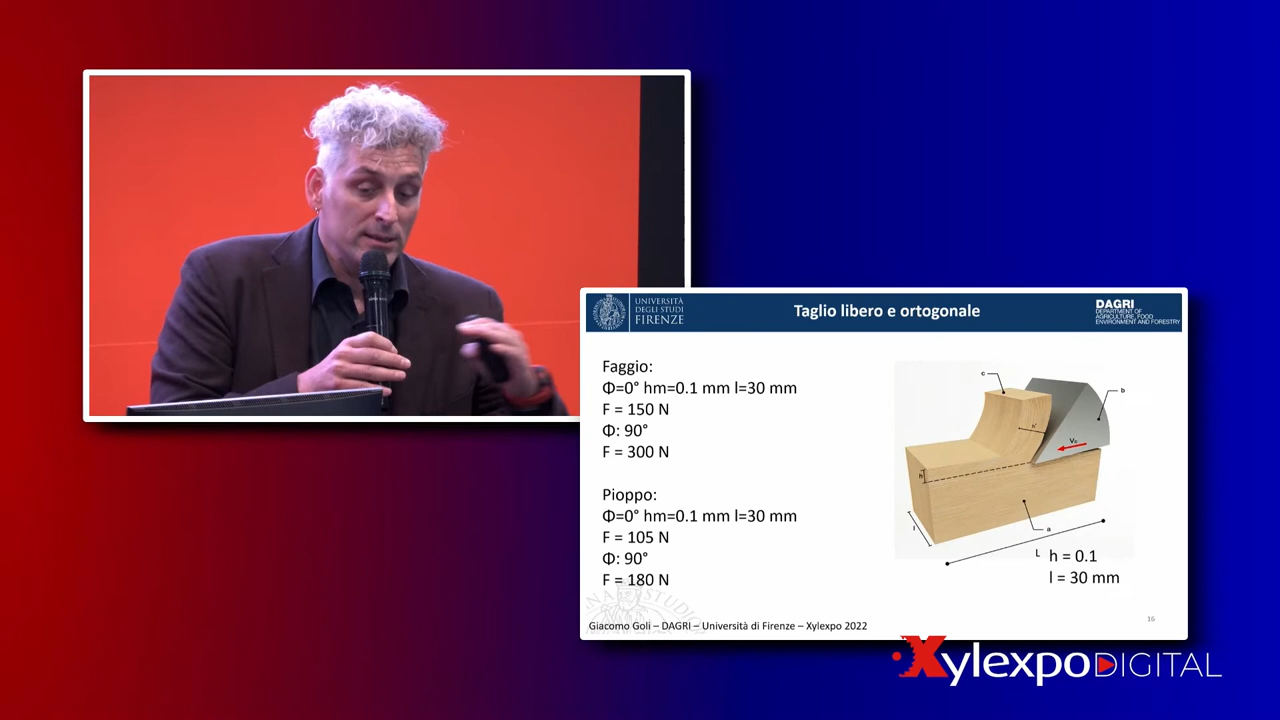 UNIVERSITÀ
DEGLI STUDI
FIRENZE
Taglio libero e ortogonale
DAGRI
DEPARTMENT OF
AGRICULTURE, FOOD
ENVIRONMENT AND FORESTRY
Faggio:
Φ=0° hm=0.1 mm l=30 mm
F = 150 N
Φ: 90°
F = 300 N
Pioppo:
Φ=0° hm=0.1 mm l=30 mm
F = 105 N
Φ: 90°
F = 180 N
c
b
h'
Vc
h
a
l
L
h = 0.1
l = 30 mm
Giacomo Goli – DAGRI – Università di Firenze – Xylexpo 2022
16
XylexpoDIGITAL